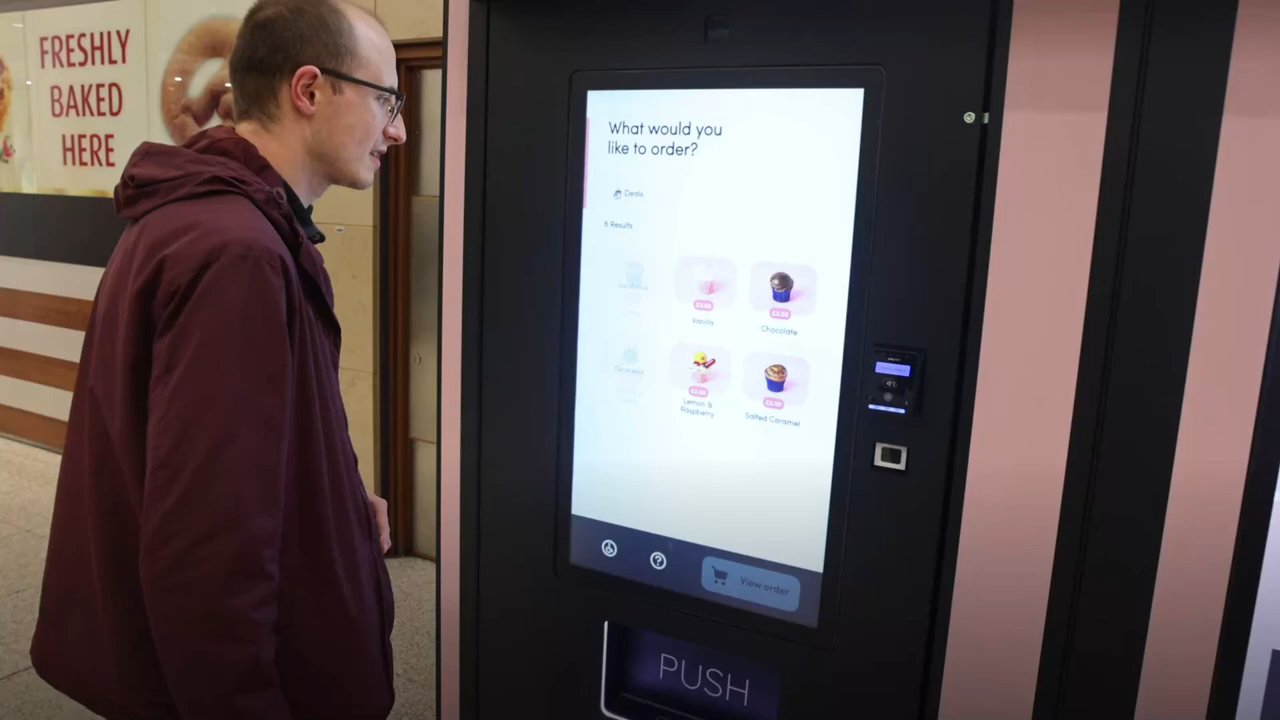 FRESHLY
BAKED
HERE
What would you
like to order?
Deals
6 Results
Vanilla
Chocolate
Lemon &
Raspberry
Salted Caramel
View order
PUSH